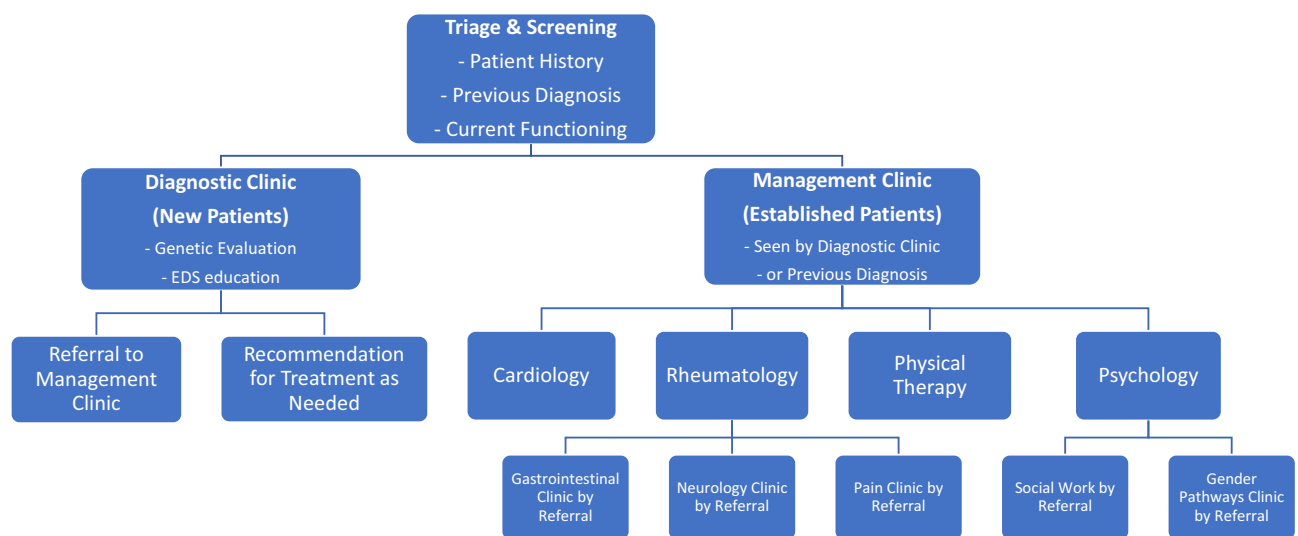 Triage & Screening
- Patient History
- Previous Diagnosis
- Current Functioning
Diagnostic Clinic
(New Patients)
- Genetic Evaluation
- EDS education
Management Clinic
(Established Patients)
- Seen by Diagnostic Clinic
- or Previous Diagnosis
Referral to
Management
Clinic
Recommendation
for Treatment as
Needed
Cardiology
Rheumatology
Physical
Therapy
Psychology
Gastrointestinal
Clinic by
Referral
Neurology Clinic
by Referral
Pain Clinic by
Referral
Social Work by
Referral
Gender
Pathways Clinic
by Referral